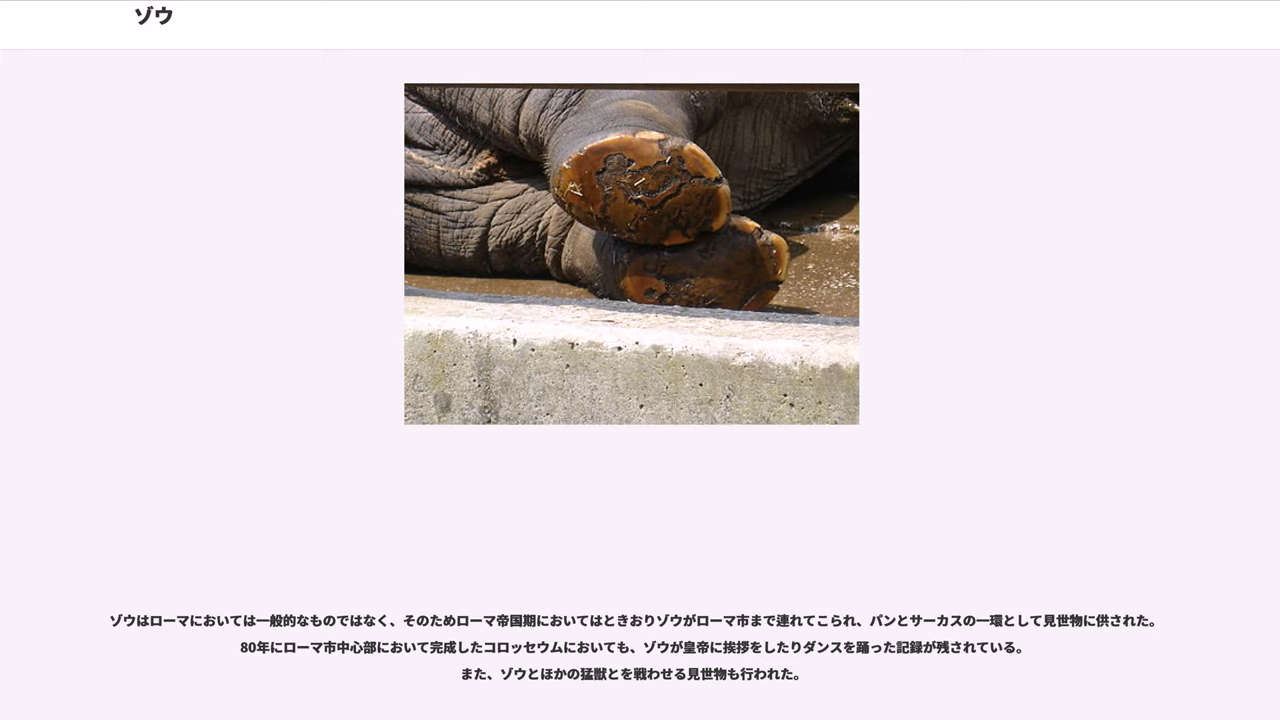 ゾウ
ゾウはローマにおいては一般的なものではなく、そのためローマ帝国期においてはときおりゾウがローマ市まで連れてこられ、パンとサーカスの一環として見世物に供された。
80年にローマ市中心部において完成したコロッセウムにおいても、ゾウが皇帝に挨拶をしたりダンスを踊った記録が残されている。
また、ゾウとほかの猛獣とを戦わせる見世物も行われた。